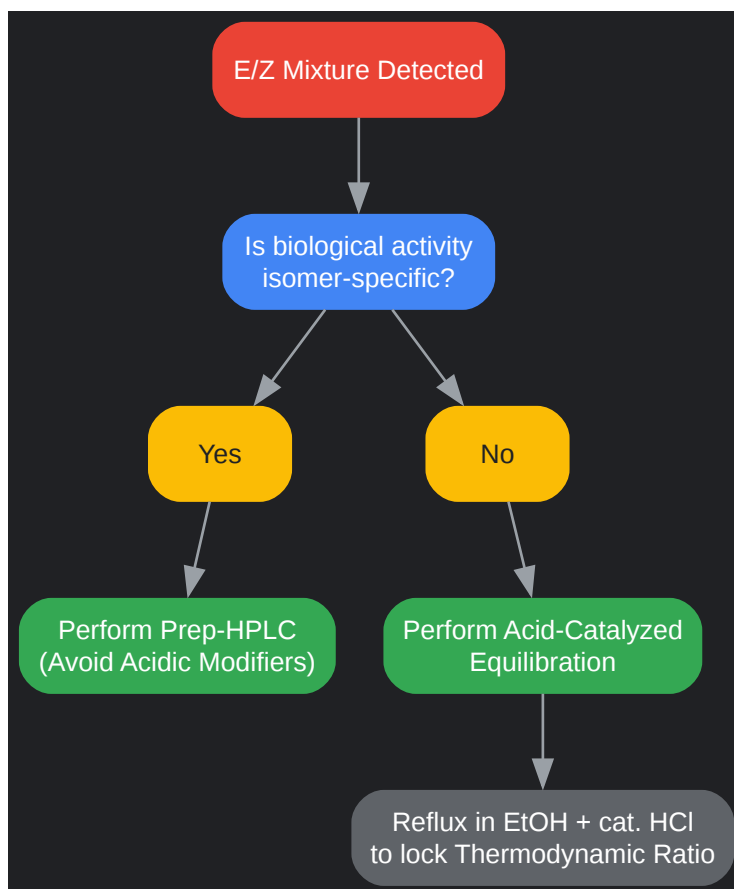 E/Z Mixture Detected
Is biological activity
isomer-specific?
Yes
No
Perform Prep-HPLC
(Avoid Acidic Modifiers)
Perform Acid-Catalyzed
Equilibration
Reflux in EtOH + cat. HCl
to lock Thermodynamic Ratio